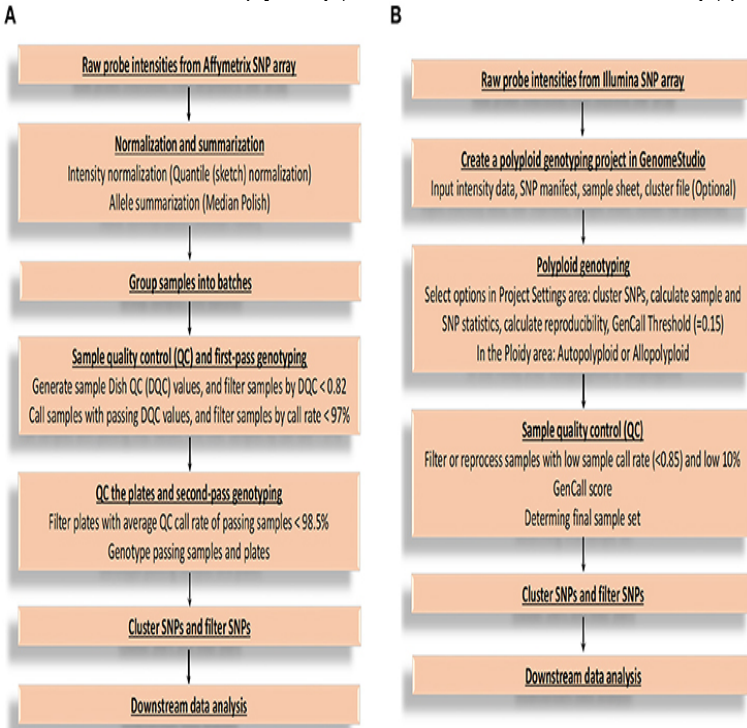 A
Raw probe intensities from Affymetrix SNP array
Normalization and summarization
Intensity normalization (Quantile (sketch) normalization)
Allele summarization (Median Polish)
Group samples into batches
Sample quality control (QC) and first-pass genotyping
Generate sample Dish QC (DQC) values, and filter samples by DQC < 0.82
Call samples with passing DQC values, and filter samples by call rate < 97%
QC the plates and second-pass genotyping
Filter plates with average QC call rate of passing samples < 98.5%
Genotype passing samples and plates
Cluster SNPs and filter SNPs
Downstream data analysis
B
Raw probe intensities from Illumina SNP array
Create a polyploid genotyping project in GenomeStudio
Input intensity data, SNP manifest, sample sheet, cluster file (Optional)
Polyploid genotyping
Select options in Project Settings area: cluster SNPs, calculate sample and
SNP statistics, calculate reproducibility, GenCall Threshold (=0.15)
In the Ploidy area: Autopolyploid or Allopolyploid
Sample quality control (QC)
Filter or reprocess samples with low sample call rate (<0.85) and low 10%
GenCall score
Determing final sample set
Cluster SNPs and filter SNPs
Downstream data analysis